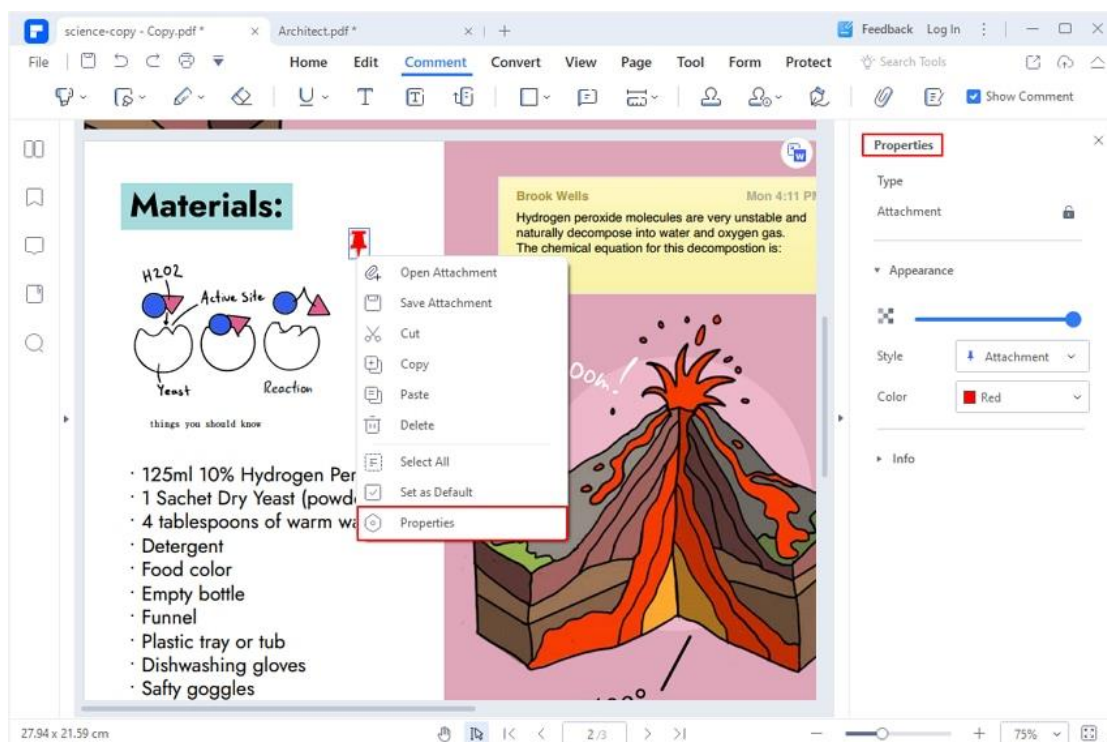 science-copy - Copy.pdf *
Architect.pdf *
Feedback
Log In
File
Home
Edit
Comment
Convert
View
Page
Tool
Form
Protect
Search Tools
Show Comment
Materials:
H2O2
Active Site
Yeast
Reaction
things you should know
· 125ml 10% Hydrogen
· 1 Sachet Dry Yeast
· 4 tablespoons of warm
· Detergent
· Food color
· Empty bottle
· Funnel
· Plastic tray or tub
· Dishwashing gloves
· Safty goggles
Open Attachment
Save Attachment
Cut
Copy
Paste
Delete
Select All
Set as Default
Properties
Brook Wells Mon 4:11
Hydrogen peroxide molecules are very unstable and
naturally decompose into water and oxygen gas.
The chemical equation for this decompostion is:
Properties
Type
Attachment
Appearance
Style
Attachment
Color
Red
Info
27.94 x 21.59 cm
2/3
75%